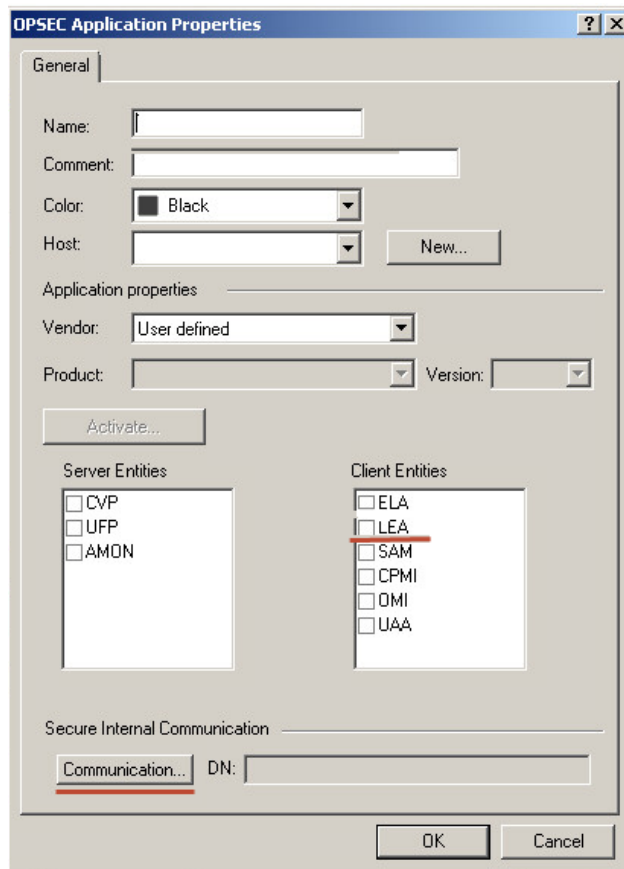 OPSEC Application Properties
General
Name:
Comment:
Color: Black
Host: New...
Application properties
Vendor: User defined
Product: Version:
Activate...
Server Entities Client Entities
CVP ELA
UFP LEA
AMON SAM
CPMI
OMI
UAA
Secure Internal Communication
Communication... DN:
OK Cancel